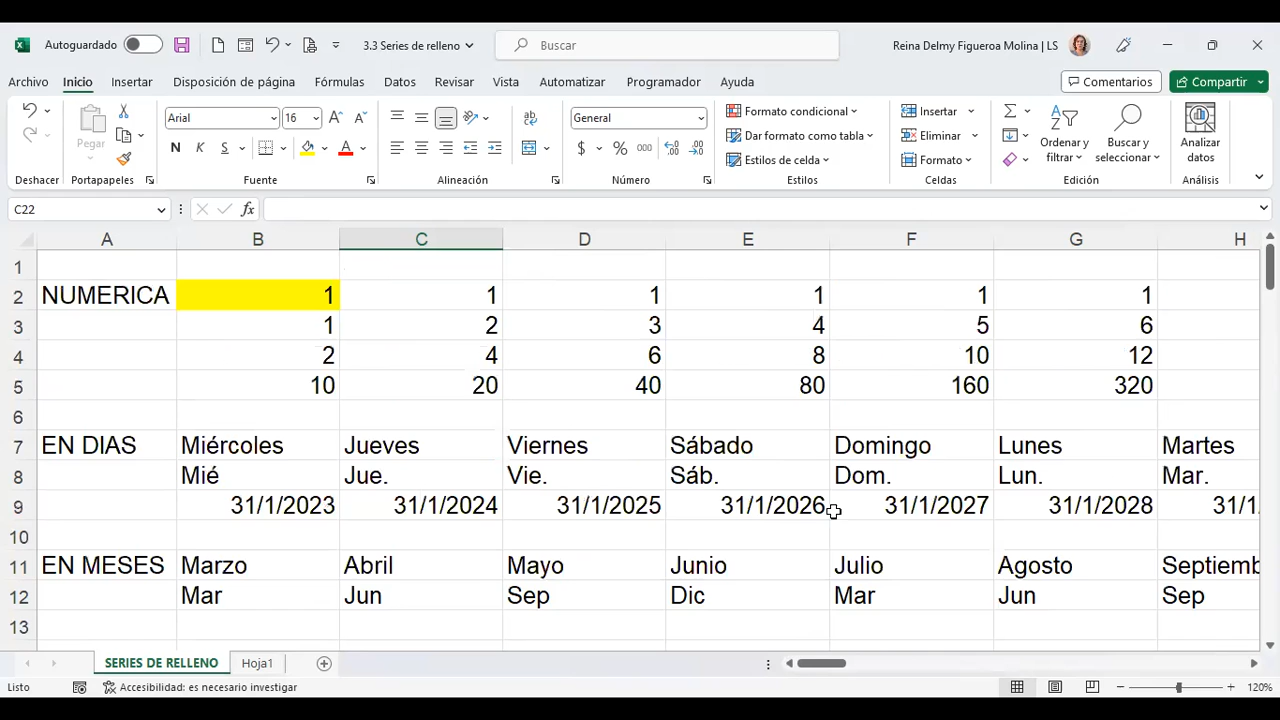 Autoguardado 3.3 Series de relleno Buscar Reina Delmy Figueroa Molina | LS
Archivo Inicio Insertar Disposición de página Fórmulas Datos Revisar Vista Automatizar Programador Ayuda Comentarios Compartir
Pegar Arial 16 General Formato condicional Insertar
N K S $ % 000 Dar formato como tabla Eliminar Ordenary filtrar Buscar y seleccionar Analizar datos
Estilos de celda Formato
Deshacer Portapapeles Fuente Alineación Número Estilos Celdas Edición Análisis
C22 fx
A B C D E F G H
1
2 NUMERICA 1 1 1 1 1 1
3 1 2 3 4 5 6
4 2 4 6 8 10 12
5 10 20 40 80 160 320
6
7 EN DIAS Miércoles Jueves Viernes Sábado Domingo Lunes Martes
8 Mié Jue. Vie. Sáb. Dom. Lun. Mar.
9 31/1/2023 31/1/2024 31/1/2025 31/1/2026 31/1/2027 31/1/2028 31/1
10
11 EN MESES Marzo Abril Mayo Junio Julio Agosto Septiemb
12 Mar Jun Sep Dic Mar Jun Sep
13
SERIES DE RELLENO Hoja1
Listo Accesibilidad: es necesario investigar 120%